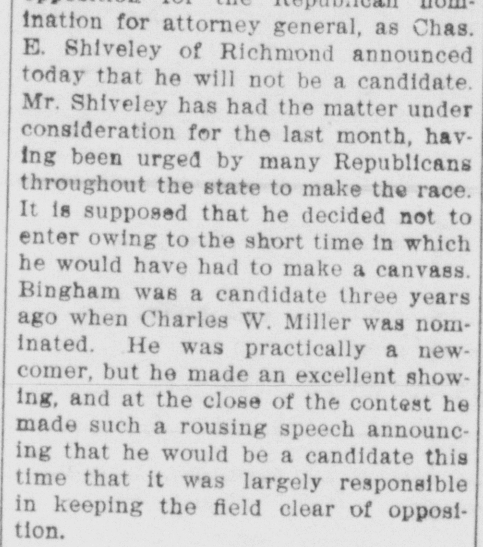 opposition for the Republican nom-
ination for attorney general, as Chas.
E. Shiveley of Richmond announced
today that he will not be a candidate.
Mr. Shiveley has had the matter under
consideration for the last month, hav-
ing been urged by many Republicans
throughout the state to make the race.
It is supposed that he decided not to
enter owing to the short time in which
he would have had to make a canvass.
Bingham was a candidate three years
ago when Charles W. Miller was nom-
inated. He was practically a new-
comer, but he made an excellent show-
ing, and at the close of the contest he
made such a rousing speech announc-
ing that he would be a candidate this
time that it was largely responsible
in keeping the field clear of opposi-
tion.